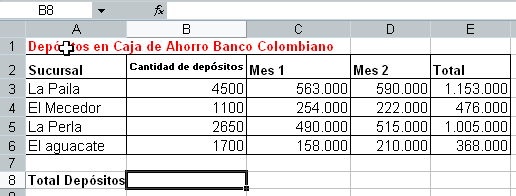 B8 fx
A B C D E
1 Depósitos en Caja de Ahorro Banco Colombiano
2 Sucursal Cantidad de depósitos Mes 1 Mes 2 Total
3 La Paila 4500 563.000 590.000 1.153.000
4 El Mecedor 1100 254.000 222.000 476.000
5 La Perla 2650 490.000 515.000 1.005.000
6 El aguacate 1700 158.000 210.000 368.000
7
8 Total Depósitos